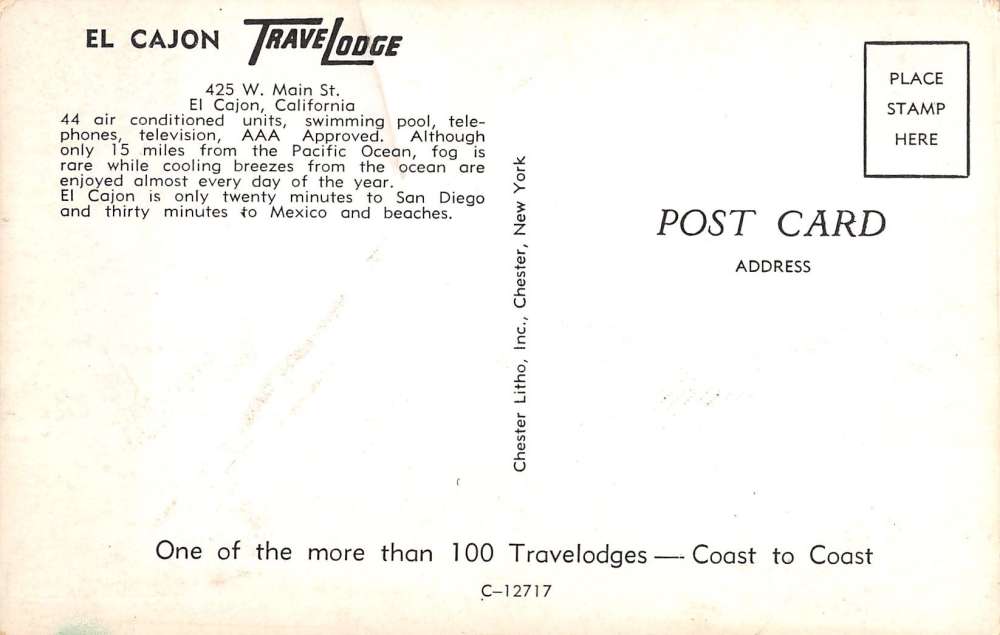 EL CAJON TRAVELODGE
425 W. Main St.
El Cajon, California
44 air conditioned units, swimming pool, tele-
phones, television, AAA Approved. Although
only 15 miles from the Pacific Ocean, fog is
rare while cooling breezes from the ocean are
enjoyed almost every day of the year.
El Cajon is only twenty minutes to San Diego
and thirty minutes to Mexico and beaches.
Chester Litho, Inc., Chester, New York
PLACE
STAMP
HERE
POST CARD
ADDRESS
One of the more than 100 Travelodges — Coast to Coast
C-12717